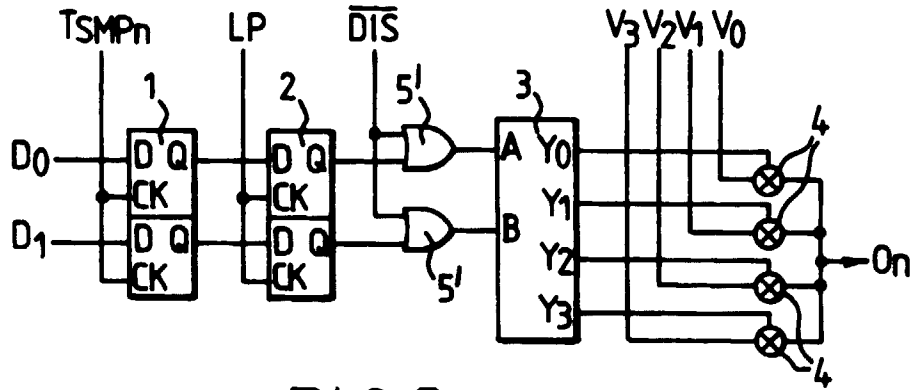 TSMPn LP D̅I̅S̅ V3 V2 V1 V0
1 2 5' 3 4
D0 D Q D Q A Y0
CK CK
Y1
D1 D Q D Q B
CK CK 5' Y2 On
Y3
4